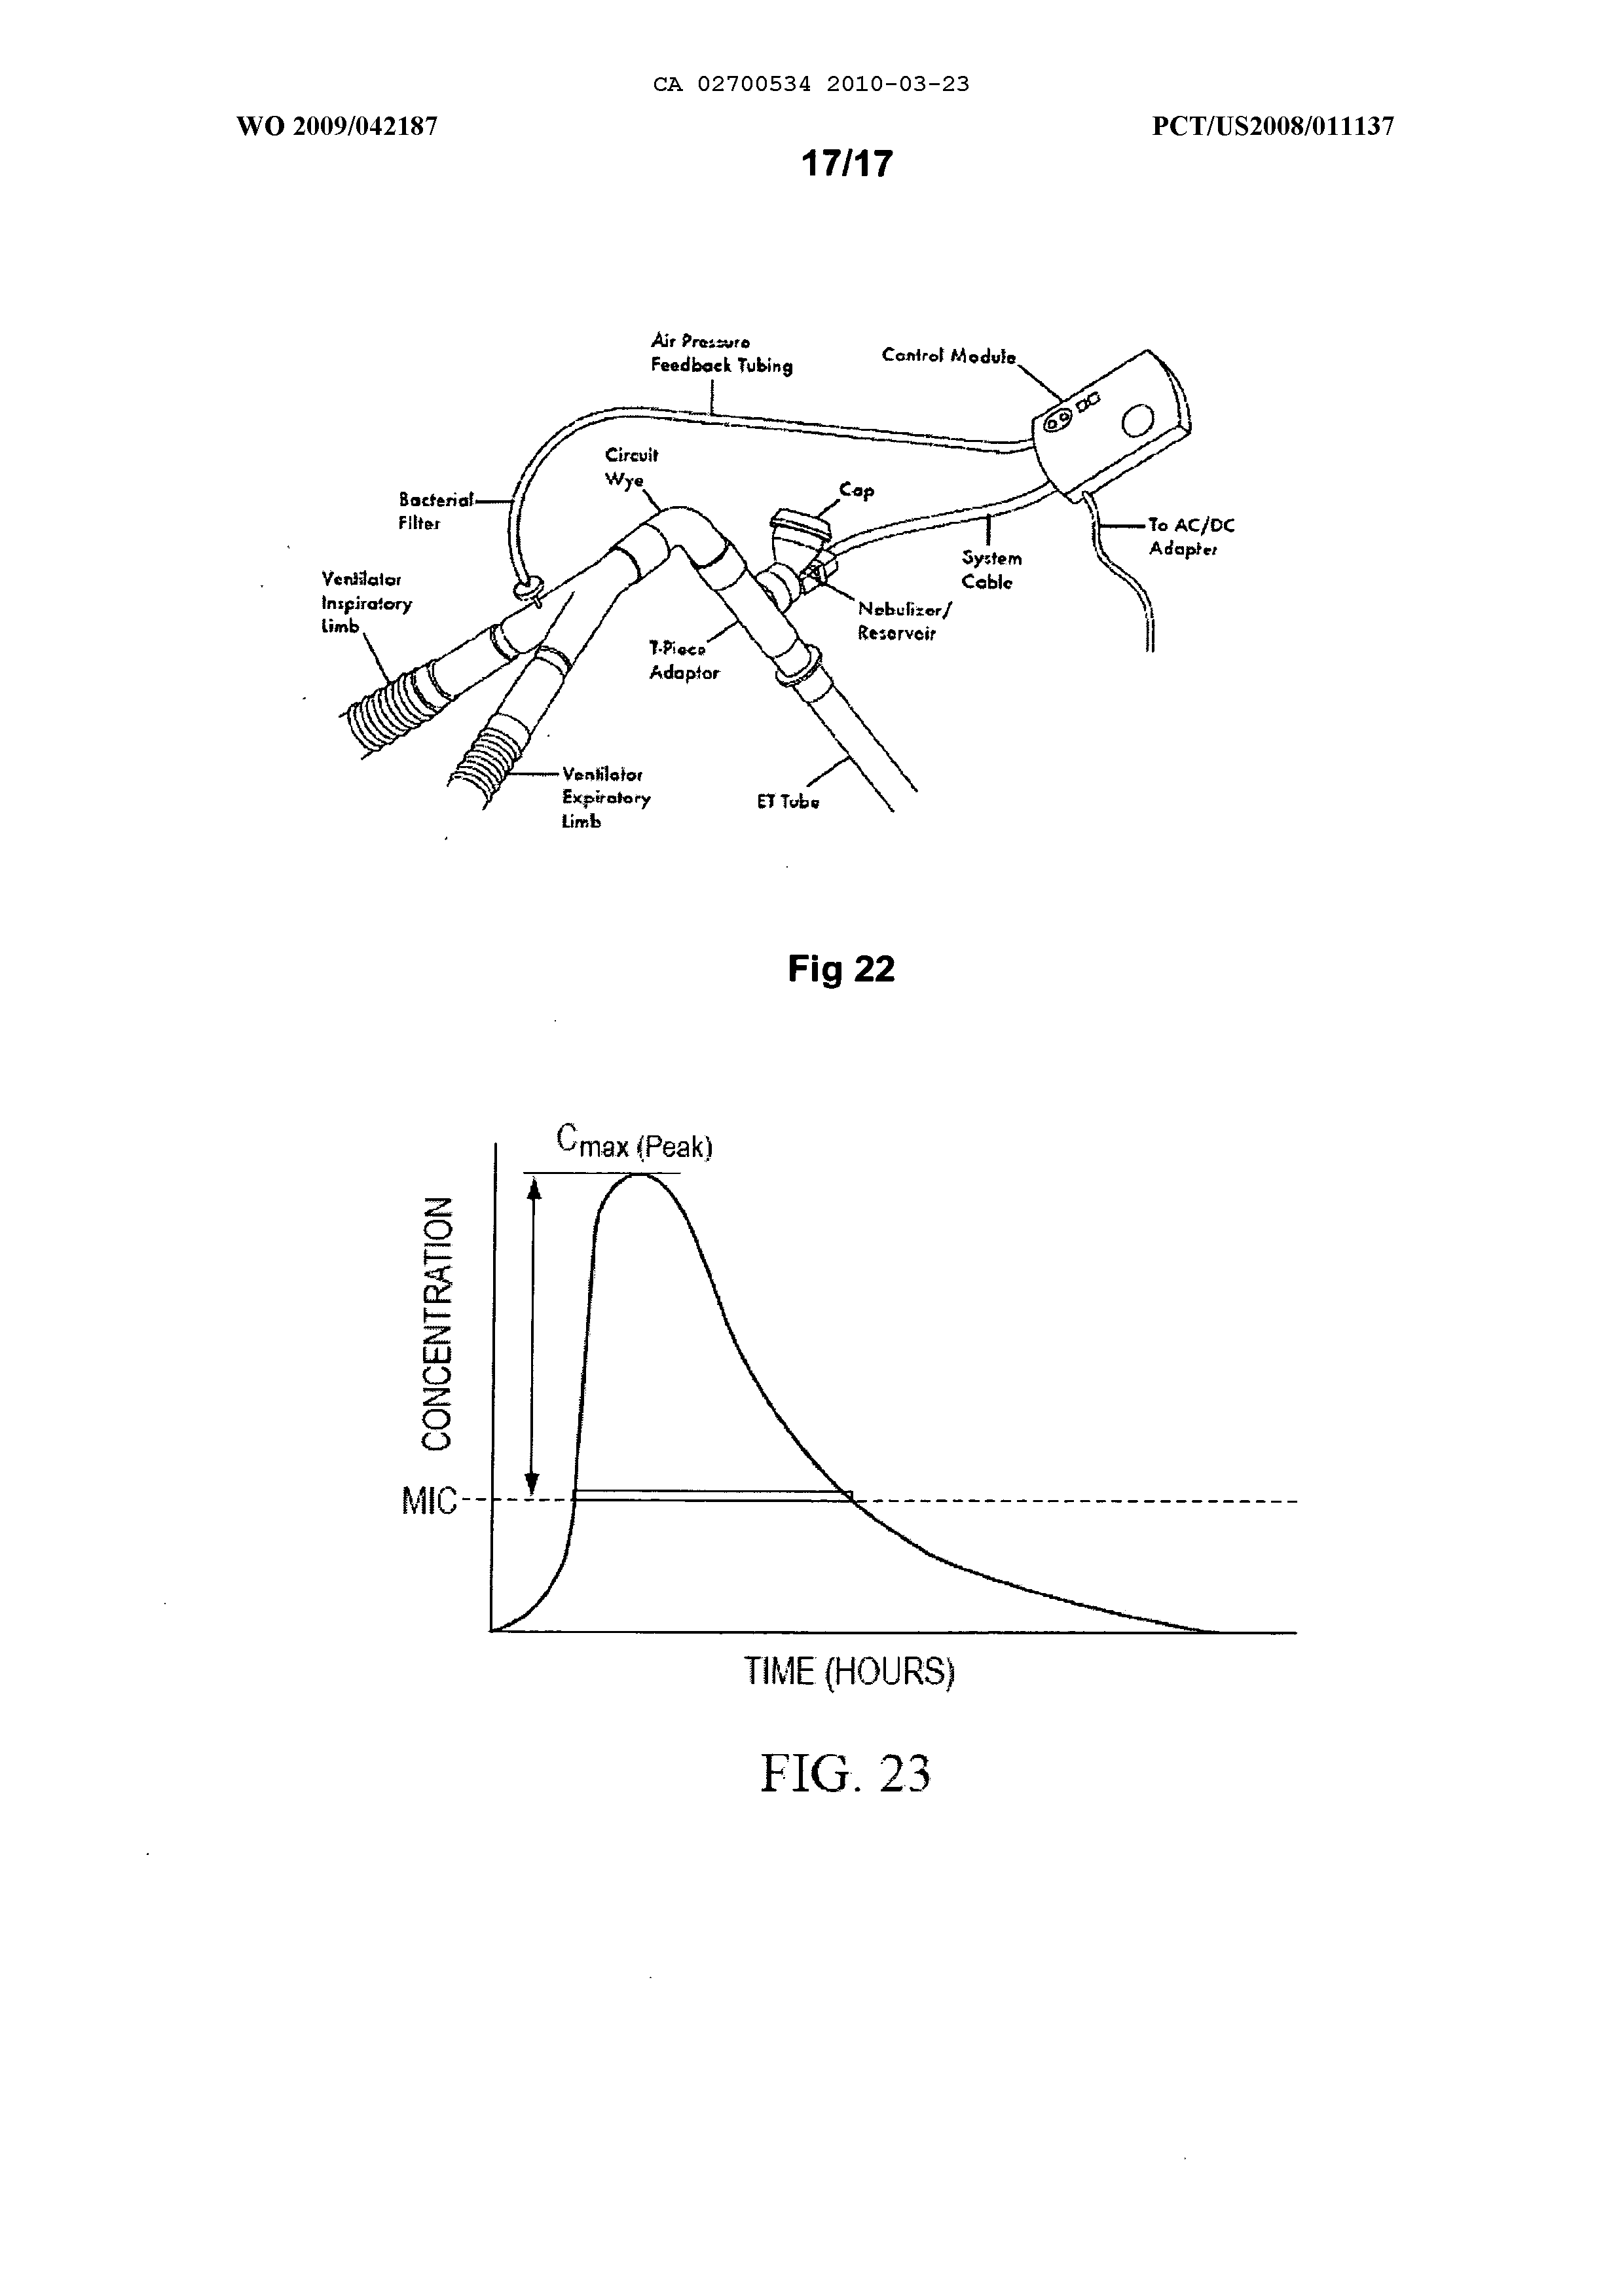 CA 02700534 2010-03-23
WO 2009/042187
PCT/US2008/011137
17/17
Air Pressure
Feedback Tubing
Control Module
Circuit
Wye
Cap
Bacterial
Filter
To AC/DC
Adapter
System
Cable
Ventilator
Inspiratory
Limb
Nebulizer/
Reservoir
T-Piece
Adaptor
Ventilator
Expiratory
Limb
ET Tube
Fig 22
Cmax (Peak)
CONCENTRATION
MIC
TIME (HOURS)
FIG. 23